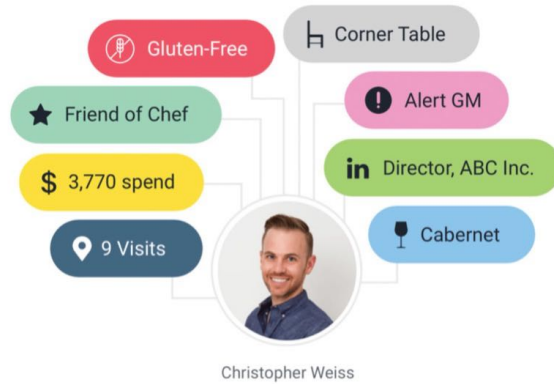 Gluten-Free
Corner Table
Friend of Chef
Alert GM
$ 3,770 spend
in Director, ABC Inc.
9 Visits
Cabernet
Christopher Weiss